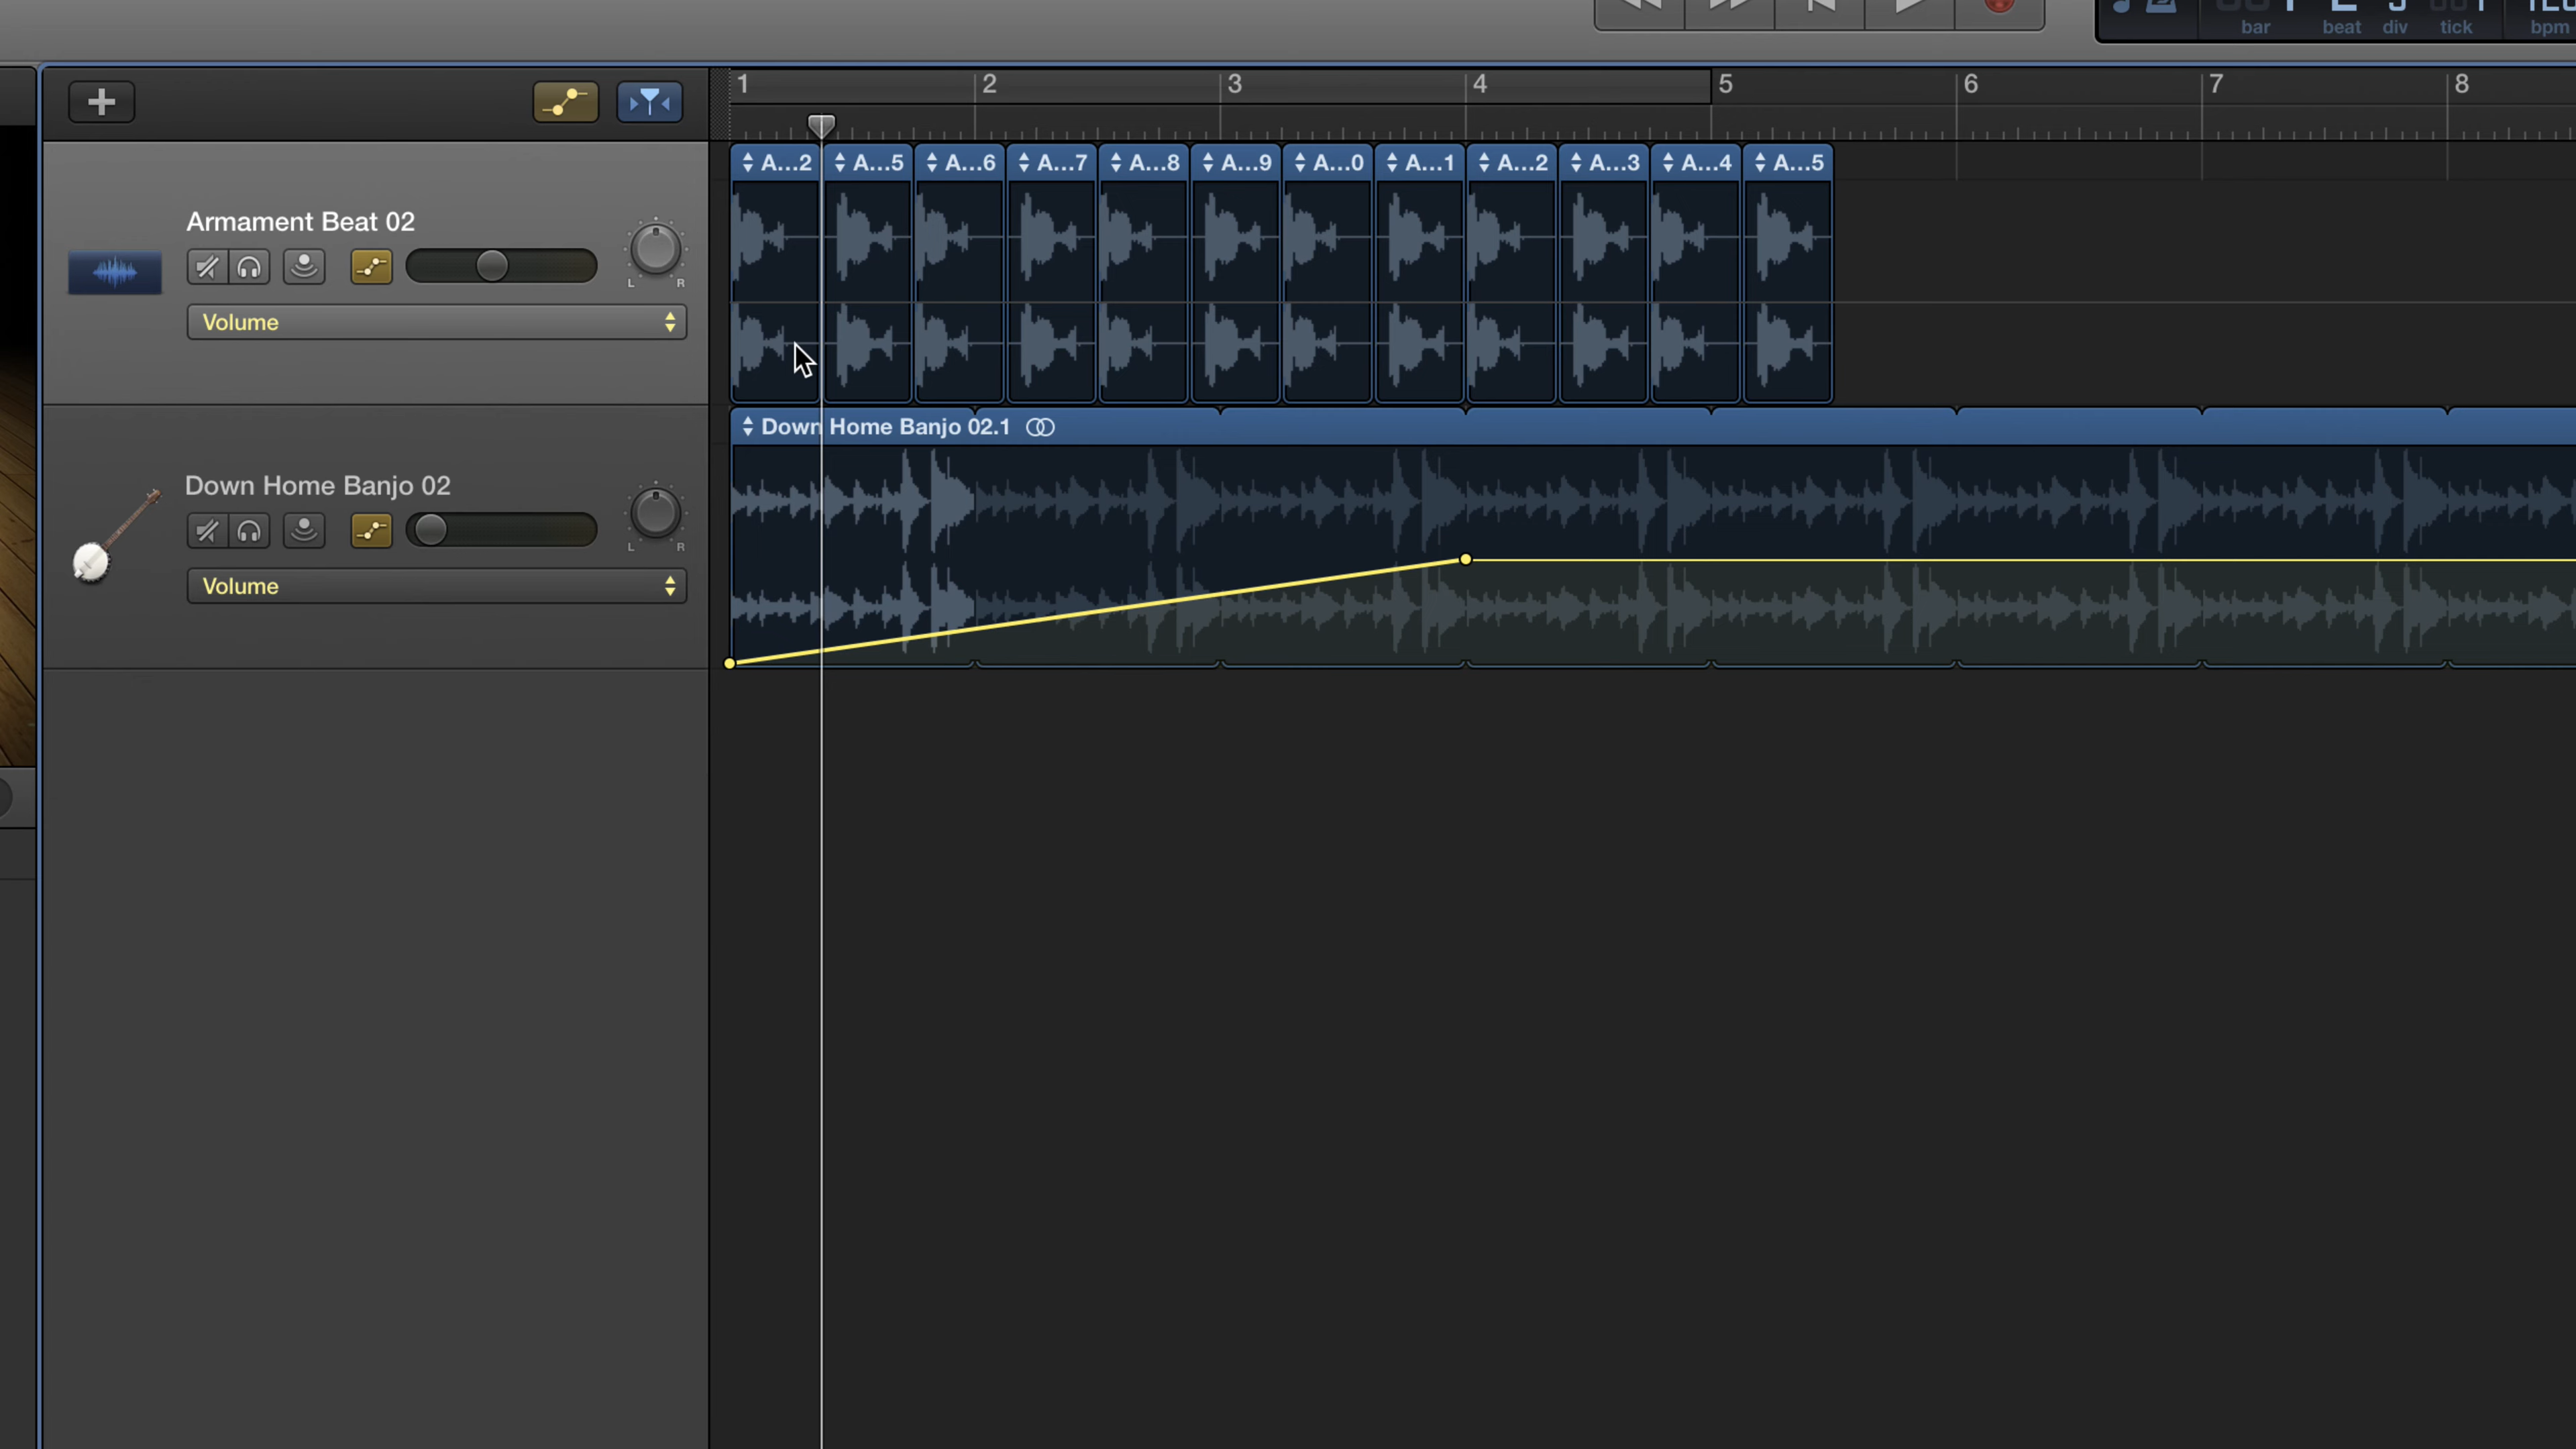 bar beat div tick bpm
1 2 3 4 5 6 7 8
A...2 A...5 A...6 A...7 A...8 A...9 A...0 A...1 A...2 A...3 A...4 A...5
Armament Beat 02
L R
Volume
Down Home Banjo 02.1
Down Home Banjo 02
L R
Volume